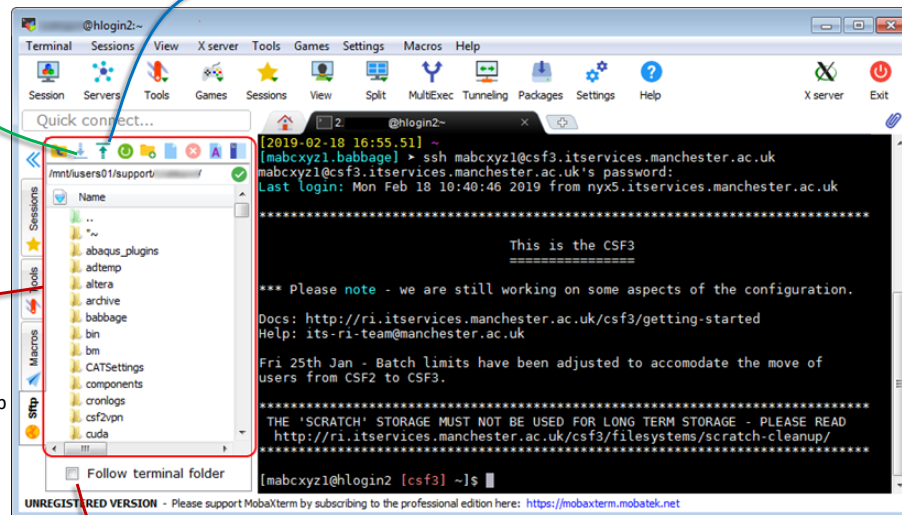 @hlogin2:~
Terminal Sessions View X server Tools Games Settings Macros Help
Session Servers Tools Games Sessions View Split MultiExec Tunneling Packages Settings Help X server Exit
Quick connect...
2. @hlogin2:~
/mnt/iusers01/support/ /
Name
..
"~
abaqus_plugins
adtemp
altera
archive
babbage
bin
bm
CATSettings
components
cronlogs
csf2vpn
cuda
Follow terminal folder
Sessions
Tools
Macros
Sftp
[2019-02-18 16:55.51] ~
[mabcxyz1.babbage] ➤ ssh mabcxyz1@csf3.itservices.manchester.ac.uk
mabcxyz1@csf3.itservices.manchester.ac.uk's password:
Last login: Mon Feb 18 10:40:46 2019 from nyx5.itservices.manchester.ac.uk
********************************************************************************
This is the CSF3
================
*** Please note - we are still working on some aspects of the configuration.
Docs: http://ri.itservices.manchester.ac.uk/csf3/getting-started
Help: its-ri-team@manchester.ac.uk
Fri 25th Jan - Batch limits have been adjusted to accomodate the move of
users from CSF2 to CSF3.
********************************************************************************
THE 'SCRATCH' STORAGE MUST NOT BE USED FOR LONG TERM STORAGE - PLEASE READ
http://ri.itservices.manchester.ac.uk/csf3/filesystems/scratch-cleanup/
********************************************************************************
[mabcxyz1@hlogin2 [csf3] ~]$
UNREGISTERED VERSION - Please support MobaXterm by subscribing to the professional edition here: https://mobaxterm.mobatek.net